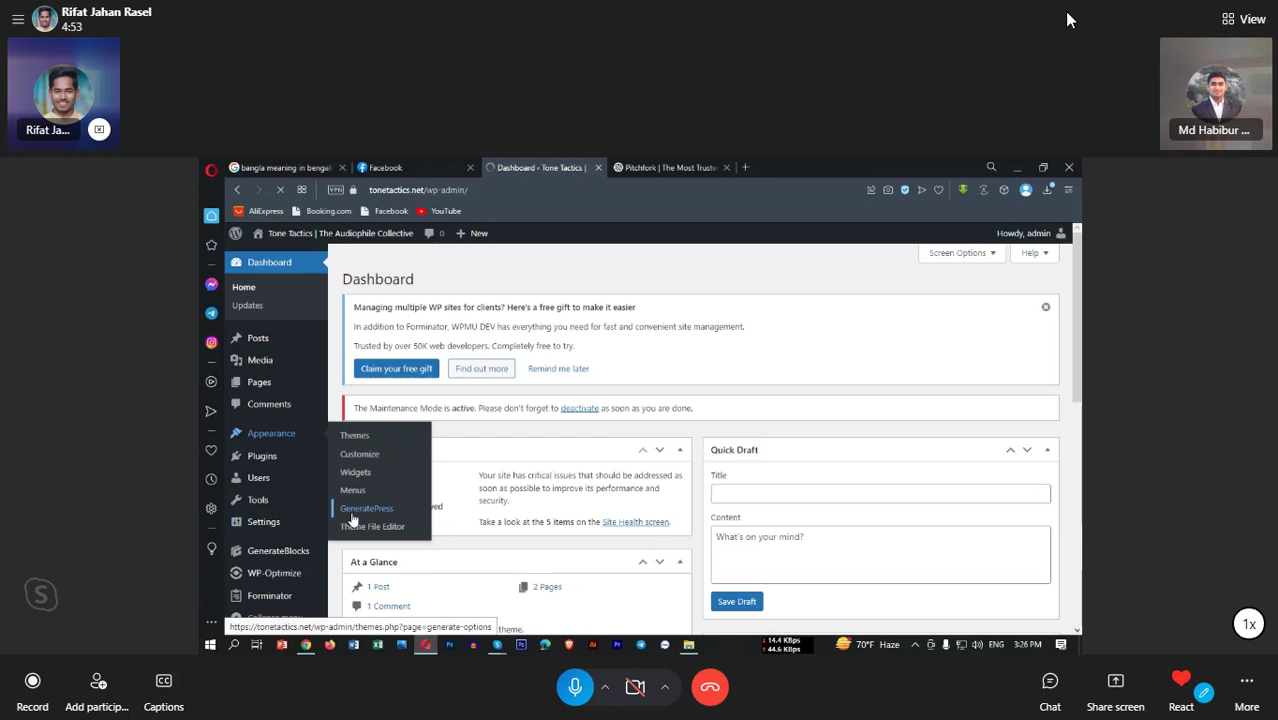 Rifat Jahan Rasel
4:53
View
Rifat Ja...
Md Habibur ...
bangla meaning in bengal
Facebook
Dashboard ‹ Tone Tactics |
Pitchfork | The Most Truste
VPN
tonetactics.net/wp-admin/
AliExpress
Booking.com
Facebook
YouTube
Tone Tactics | The Audiophile Collective
0
New
Howdy, admin
Dashboard
Home
Updates
Posts
Media
Pages
Comments
Appearance
Plugins
Users
Tools
Settings
GenerateBlocks
WP-Optimize
Forminator
Themes
Customize
Widgets
Menus
GeneratePress
Theme File Editor
Screen Options
Help
Dashboard
Managing multiple WP sites for clients? Here's a free gift to make it easier
In addition to Forminator, WPMU DEV has everything you need for fast and convenient site management.
Trusted by over 50K web developers. Completely free to try.
Claim your free gift
Find out more
Remind me later
The Maintenance Mode is active. Please don't forget to deactivate as soon as you are done.
Your site has critical issues that should be addressed as
soon as possible to improve its performance and
security.
Take a look at the 5 items on the Site Health screen.
At a Glance
1 Post
2 Pages
1 Comment
theme.
Quick Draft
Title
Content
What's on your mind?
Save Draft
https://tonetactics.net/wp-admin/themes.php?page=generate-options
14.4 KBps
44.6 KBps
70°F Haze
ENG
3:26 PM
1x
Record
Add particip...
Captions
Chat
Share screen
React
More